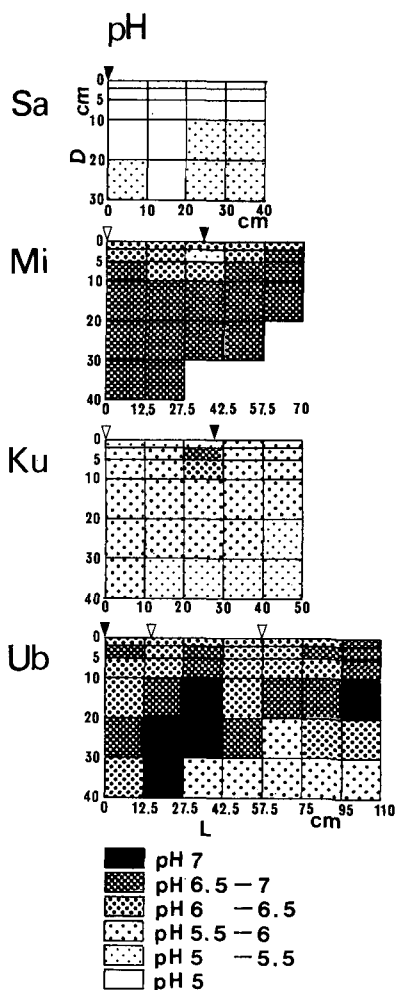 pH
Sa
0
cm
5
10
D
20
30
0 10 20 30 40
cm
Mi
0
5
10
20
30
40
0 12.5 27.5 42.5 57.5 70
Ku
0
5
10
20
30
40
0 10 20 30 40 50
Ub
0
5
10
20
30
40
0 12.5 27.5 42.5 57.5 75 95 110
L cm
pH 7
pH 6.5 – 7
pH 6 – 6.5
pH 5.5 – 6
pH 5 – 5.5
pH 5